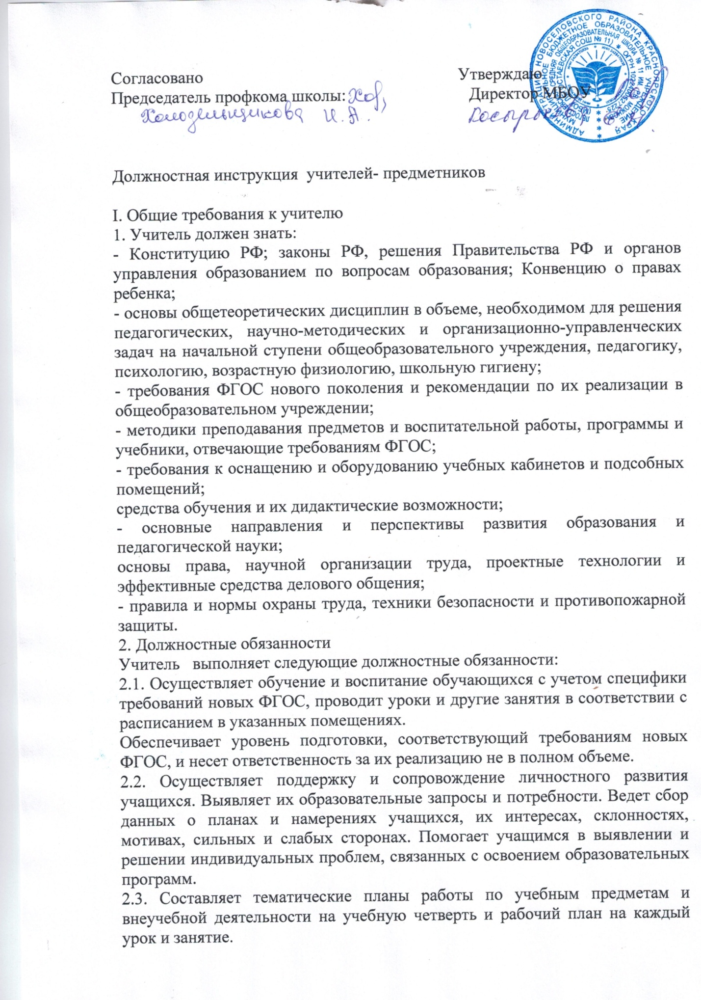 Согласовано Утверждаю
Председатель профкома школы: Директор МБОУ
Холодельщикова И. А.
АДМИНИСТРАЦИЯ НОВОСЕЛОВСКОГО РАЙОНА КРАСНОЯРСКОГО КРАЯ
МУНИЦИПАЛЬНОЕ БЮДЖЕТНОЕ ОБРАЗОВАТЕЛЬНОЕ УЧРЕЖДЕНИЕ
СРЕДНЯЯ ОБЩЕОБРАЗОВАТЕЛЬНАЯ ШКОЛА № 11 ИМ.
СОШ № 11) * ОГРН
Должностная инструкция учителей- предметников
I. Общие требования к учителю
1. Учитель должен знать:
- Конституцию РФ; законы РФ, решения Правительства РФ и органов
управления образованием по вопросам образования; Конвенцию о правах
ребенка;
- основы общетеоретических дисциплин в объеме, необходимом для решения
педагогических, научно-методических и организационно-управленческих
задач на начальной ступени общеобразовательного учреждения, педагогику,
психологию, возрастную физиологию, школьную гигиену;
- требования ФГОС нового поколения и рекомендации по их реализации в
общеобразовательном учреждении;
- методики преподавания предметов и воспитательной работы, программы и
учебники, отвечающие требованиям ФГОС;
- требования к оснащению и оборудованию учебных кабинетов и подсобных
помещений;
средства обучения и их дидактические возможности;
- основные направления и перспективы развития образования и
педагогической науки;
основы права, научной организации труда, проектные технологии и
эффективные средства делового общения;
- правила и нормы охраны труда, техники безопасности и противопожарной
защиты.
2. Должностные обязанности
Учитель выполняет следующие должностные обязанности:
2.1. Осуществляет обучение и воспитание обучающихся с учетом специфики
требований новых ФГОС, проводит уроки и другие занятия в соответствии с
расписанием в указанных помещениях.
Обеспечивает уровень подготовки, соответствующий требованиям новых
ФГОС, и несет ответственность за их реализацию не в полном объеме.
2.2. Осуществляет поддержку и сопровождение личностного развития
учащихся. Выявляет их образовательные запросы и потребности. Ведет сбор
данных о планах и намерениях учащихся, их интересах, склонностях,
мотивах, сильных и слабых сторонах. Помогает учащимся в выявлении и
решении индивидуальных проблем, связанных с освоением образовательных
программ.
2.3. Составляет тематические планы работы по учебным предметам и
внеучебной деятельности на учебную четверть и рабочий план на каждый
урок и занятие.